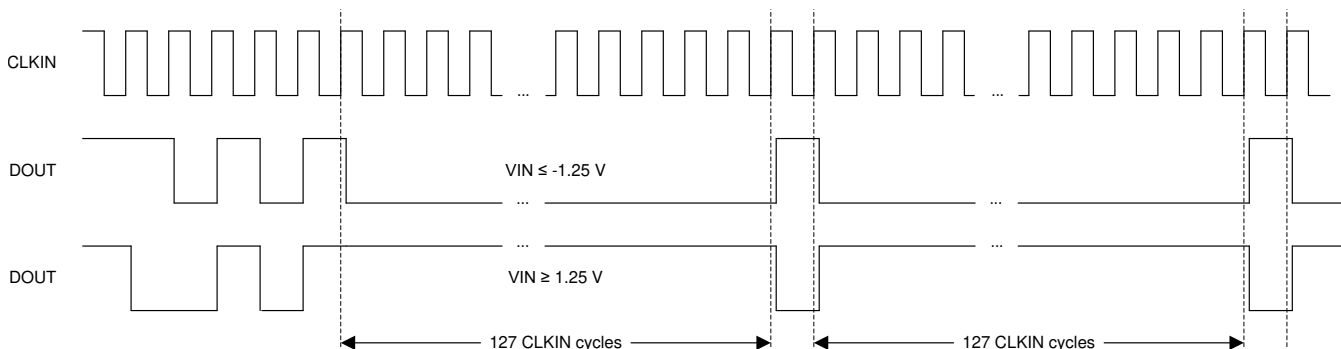 CLKIN
...
...
DOUT
VIN ≤ -1.25 V
...
...
DOUT
...
...
VIN ≥ 1.25 V
127 CLKIN cycles
127 CLKIN cycles